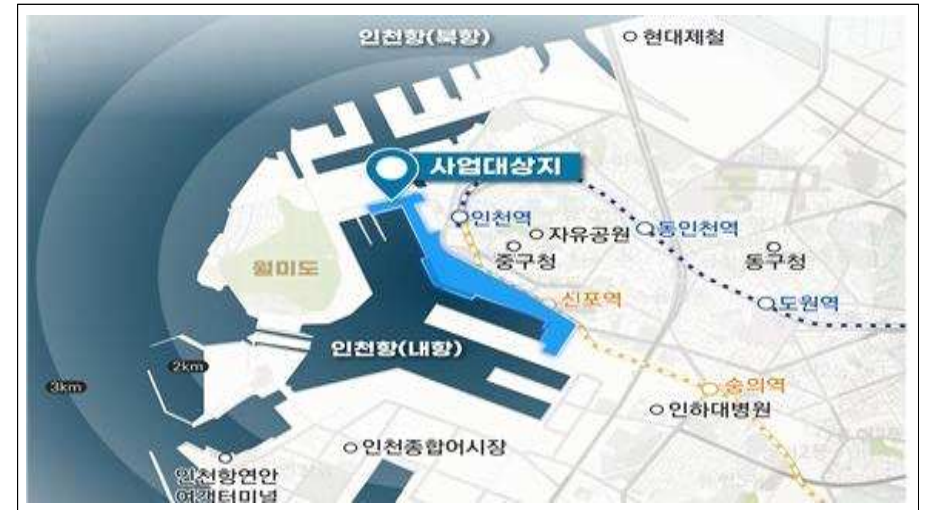 인천항(북항)
현대제철
사업대상지
인천역
동인천역
자유공원
중구청
동구청
월미도
신포역
도원역
인천항(내항)
2km
3km
숭의역
인하대병원
인천종합어시장
인천항연안
여객터미널